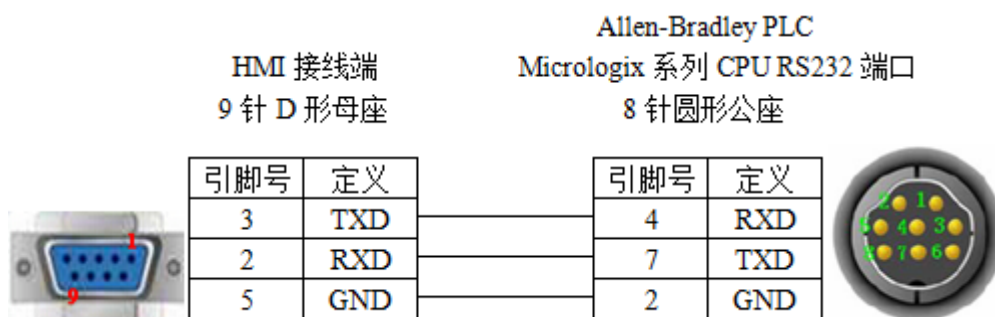 Allen-Bradley PLC
HMI 接线端 Micrologix 系列 CPU RS232 端口
9 针 D 形母座 8 针圆形公座
引脚号 定义 引脚号 定义
3 TXD 4 RXD
2 RXD 7 TXD
5 GND 2 GND
1
9
2 1
5 4 3
8 7 6